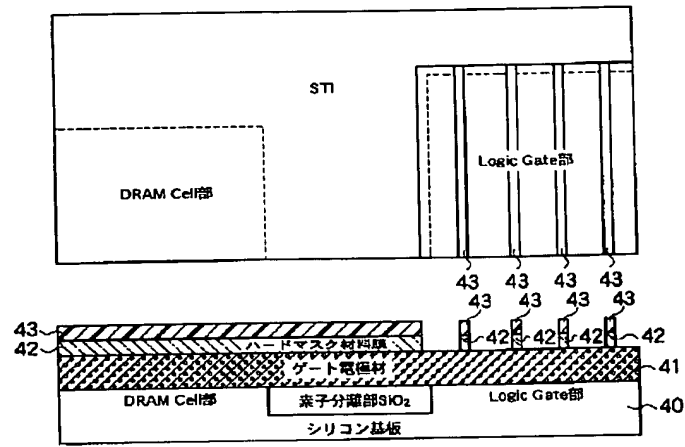 STI
DRAM Cell部
Logic Gate部
43 43 43 43
43 43 43 43
43
42 42 42 42 42
ハードマスク材料膜
ゲート電極材
41
DRAM Cell部
素子分離部SiO₂
Logic Gate部
40
シリコン基板